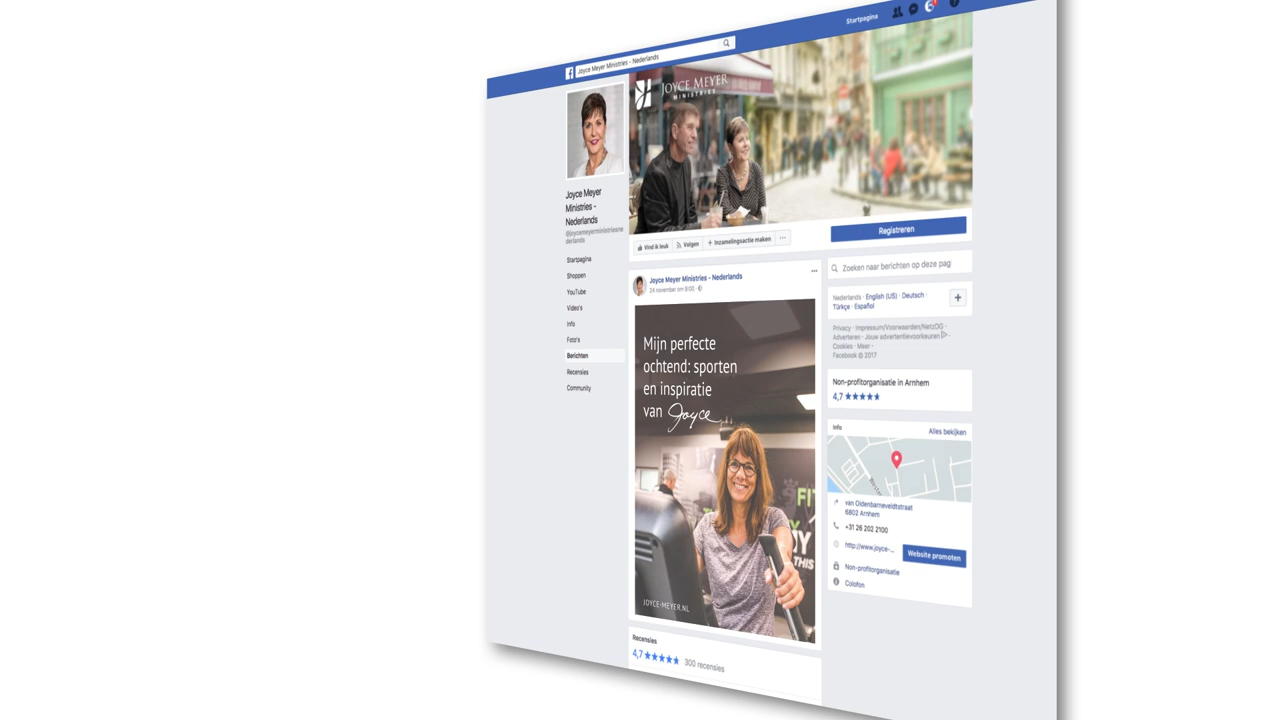 Startpagina
Joyce Meyer Ministries - Nederlands
JOYCE MEYER
MINISTRIES
Joyce Meyer
Ministries -
Nederlands
@joycemeyerministriesne
derlands
Startpagina
Shoppen
YouTube
Video's
Info
Foto's
Berichten
Recensies
Community
Vind ik leuk
Volgen
Inzamelingsactie maken
Registreren
Joyce Meyer Ministries - Nederlands
24 november om 9:00 ·
Mijn perfecte
ochtend: sporten
en inspiratie
van Joyce
FIT
THIS
JOYCE-MEYER.NL
Recensies
4,7
300 recensies
Zoeken naar berichten op deze pag
Nederlands · English (US) · Deutsch ·
Türkçe · Español
+
Privacy · Impressum/Voorwaarden/NetzDG ·
Adverteren · Jouw advertentievoorkeuren ·
Cookies · Meer ·
Facebook © 2017
Non-profitorganisatie in Arnhem
4,7
Info
Alles bekijken
van Oldenbarneveldtstraat
6802 Arnhem
+31 26 202 2100
http://www.joyce-...
Website promoten
Non-profitorganisatie
Colofon